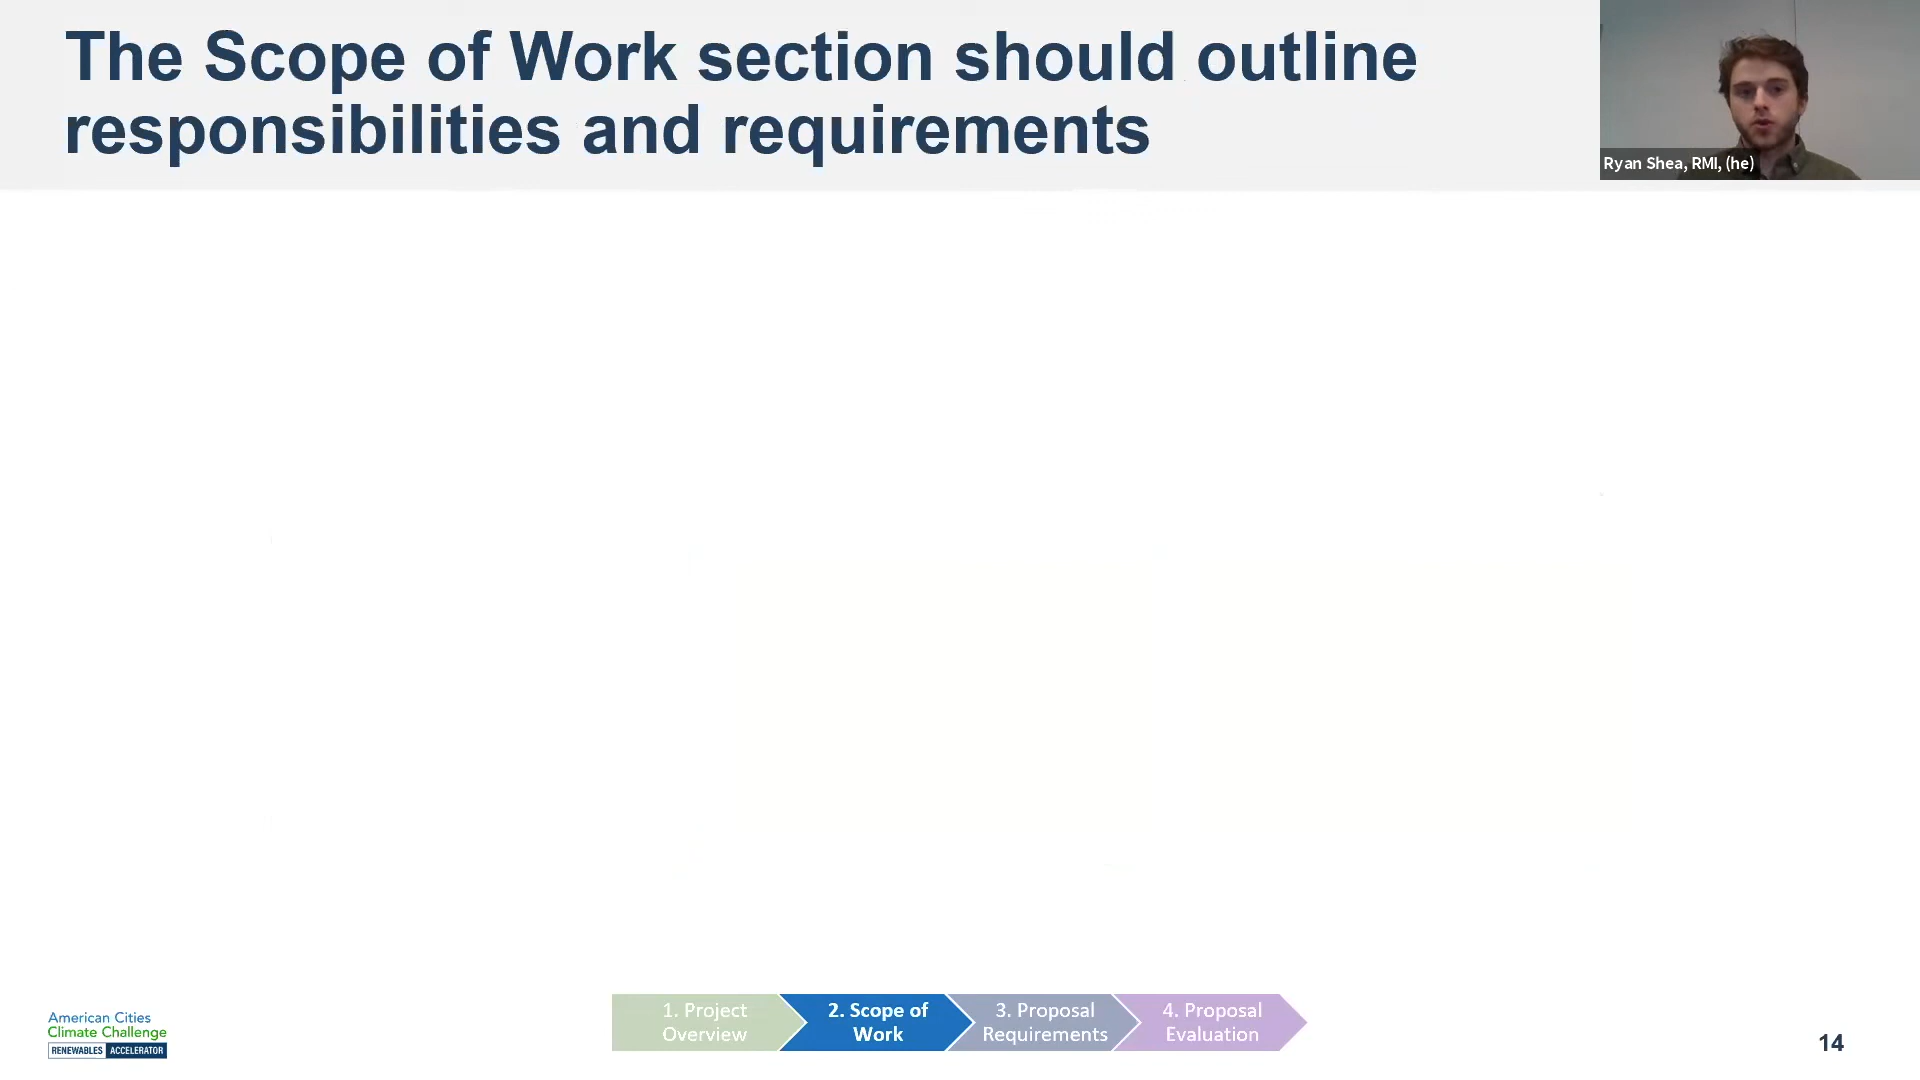 The Scope of Work section should outline
responsibilities and requirements
Ryan Shea, RMI, (he)
1. Project
Overview
2. Scope of
Work
3. Proposal
Requirements
4. Proposal
Evaluation
American Cities
Climate Challenge
RENEWABLES ACCELERATOR
14